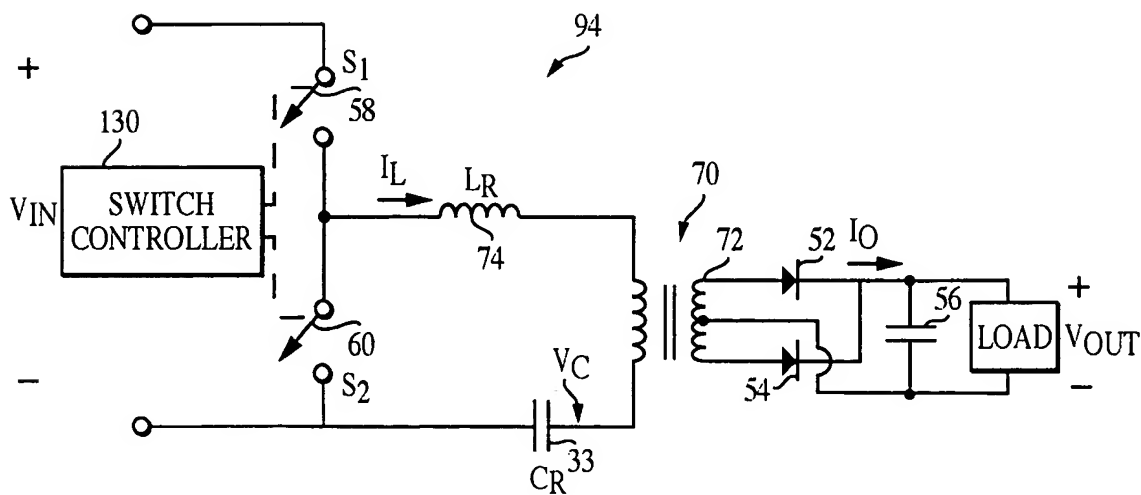 94
+
S1
58
130
VIN
SWITCH
CONTROLLER
IL
LR
74
70
72
52
IO
56
LOAD
+
VOUT
−
54
60
S2
−
VC
33
CR